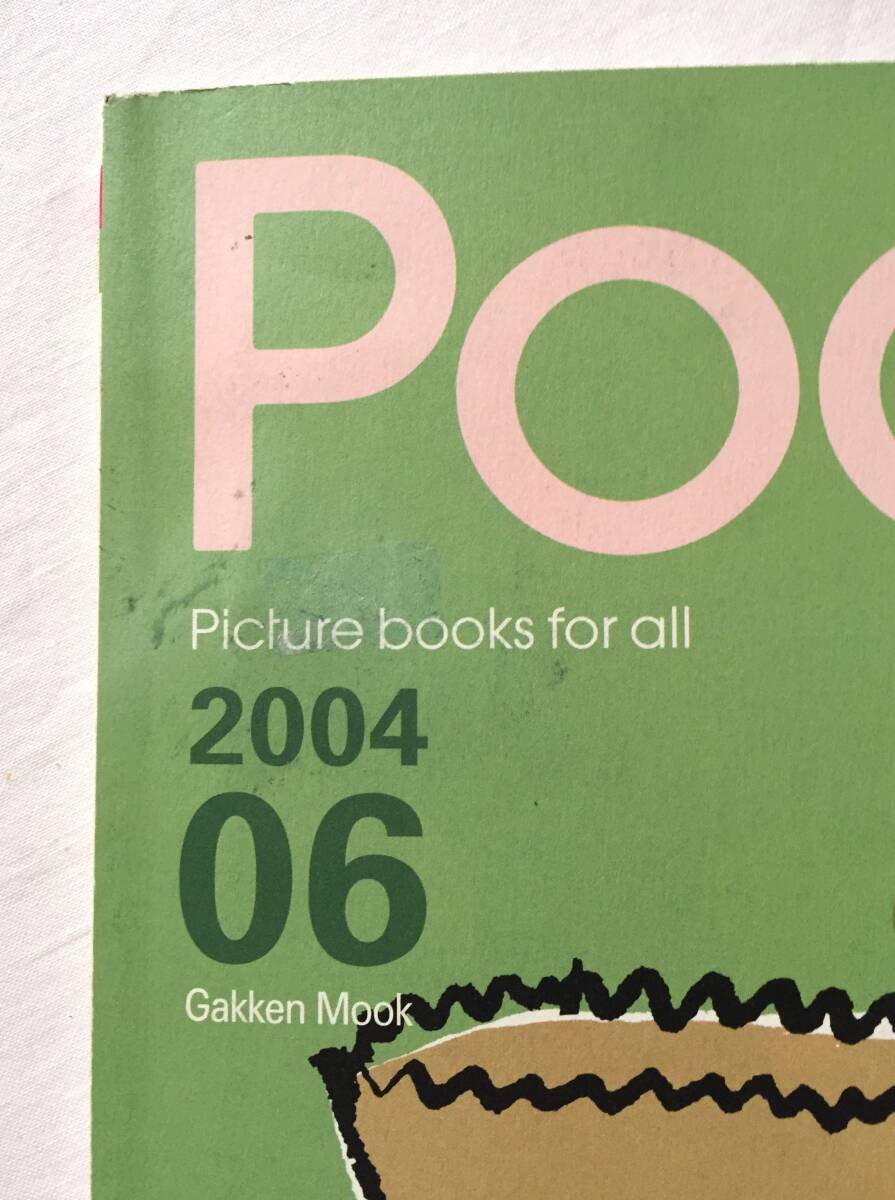 Poo
Picture books for all
2004
06
Gakken Mook